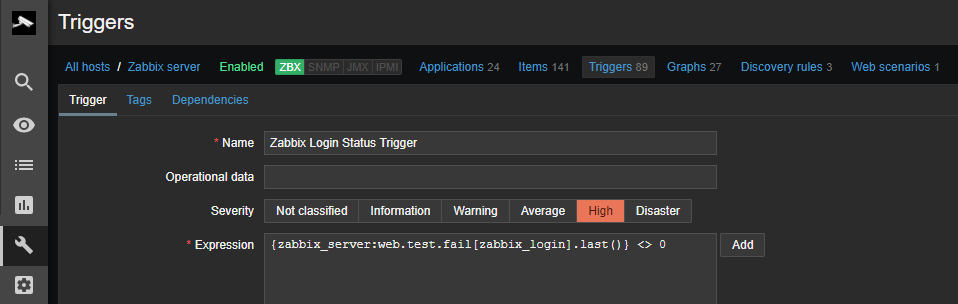 Triggers
All hosts / Zabbix server Enabled ZBX SNMP JMX IPMI Applications 24 Items 141 Triggers 89 Graphs 27 Discovery rules 3 Web scenarios 1
Trigger Tags Dependencies
* Name Zabbix Login Status Trigger
Operational data
Severity Not classified Information Warning Average High Disaster
* Expression {zabbix_server:web.test.fail[zabbix_login].last()} <> 0 Add